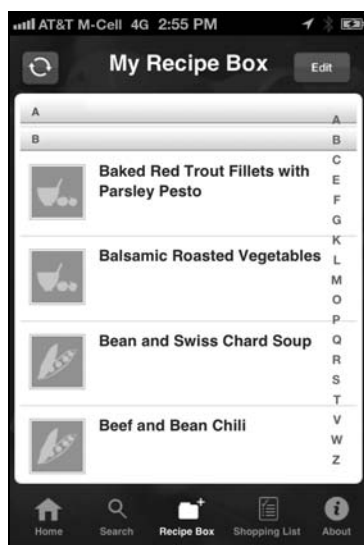 AT&T M-Cell 4G 2:55 PM
My Recipe Box
Edit
A
B
Baked Red Trout Fillets with
Parsley Pesto
Balsamic Roasted Vegetables
Bean and Swiss Chard Soup
Beef and Bean Chili
A
B
C
E
F
G
K
L
M
O
P
Q
R
S
T
V
W
Z
Home
Search
Recipe Box
Shopping List
About